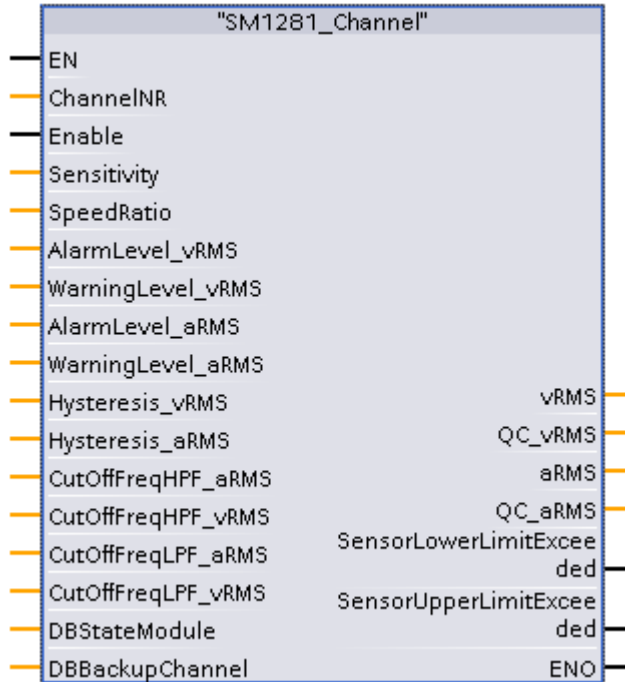 "SM1281_Channel"
EN
ChannelNR
Enable
Sensitivity
SpeedRatio
AlarmLevel_vRMS
WarningLevel_vRMS
AlarmLevel_aRMS
WarningLevel_aRMS
Hysteresis_vRMS
Hysteresis_aRMS
CutOffFreqHPF_aRMS
CutOffFreqHPF_vRMS
CutOffFreqLPF_aRMS
CutOffFreqLPF_vRMS
DBStateModule
DBBackupChannel
vRMS
QC_vRMS
aRMS
QC_aRMS
SensorLowerLimitExcee
ded
SensorUpperLimitExcee
ded
ENO